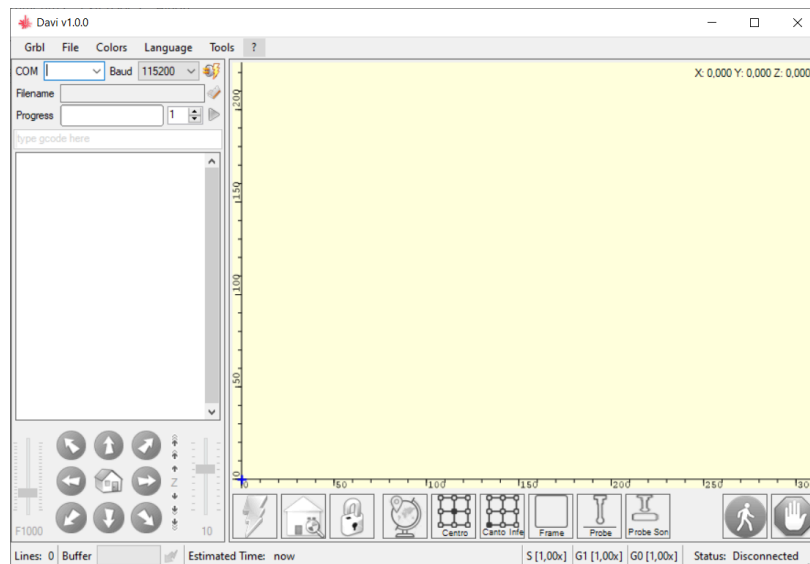 Davi v1.0.0
Grbl File Colors Language Tools ?
COM Baud 115200
X: 0,000 Y: 0,000 Z: 0,000
Filename
Progress 1
type gcode here
200
150
100
50
0
0 50 100 150 200 250 30
Z
F1000 10
Centro Canto Infe Frame Probe Probe Son
Lines: 0 Buffer Estimated Time: now S [1,00x] G1 [1,00x] G0 [1,00x] Status: Disconnected